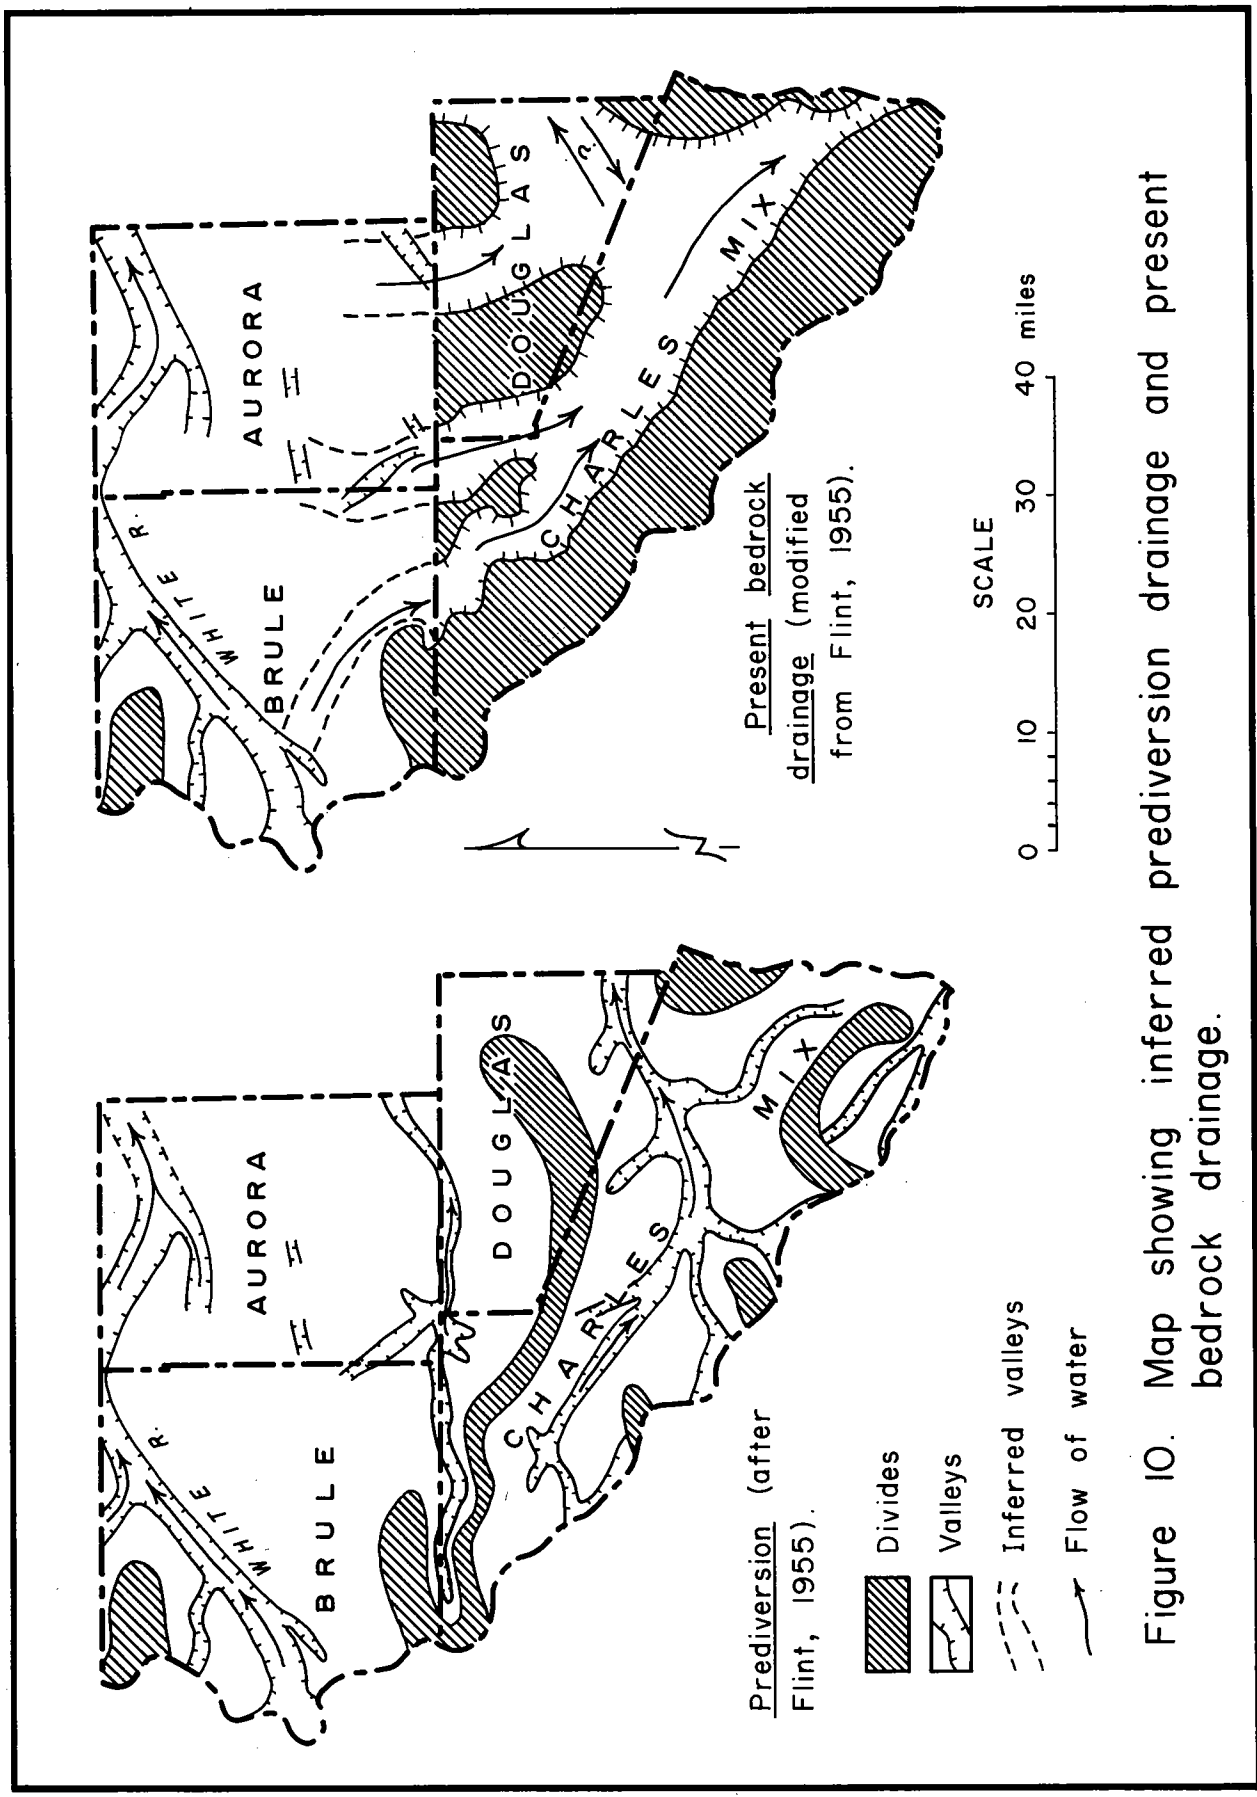 AURORA
BRULE
WHITE R.
DOUGLAS
CHARLES MIX
Prediversion (after
Flint, 1955).
Divides
Valleys
Inferred valleys
Flow of water
AURORA
BRULE
WHITE R.
DOUGLAS
?
CHARLES MIX
Present bedrock
drainage (modified
from Flint, 1955).
N
SCALE
0 10 20 30 40 miles
Figure 10. Map showing inferred prediversion drainage and present
bedrock drainage.